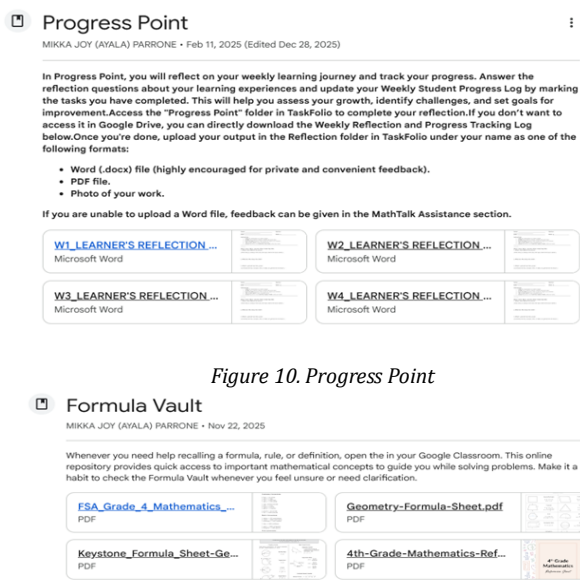 Progress Point
MIKKA JOY (AYALA) PARRONE • Feb 11, 2025 (Edited Dec 28, 2025)
In Progress Point, you will reflect on your weekly learning journey and track your progress. Answer the
reflection questions about your learning experiences and update your Weekly Student Progress Log by marking
the tasks you have completed. This will help you assess your growth, identify challenges, and set goals for
improvement.Access the "Progress Point" folder in TaskFolio to complete your reflection.If you don't want to
access it in Google Drive, you can directly download the Weekly Reflection and Progress Tracking Log
below.Once you're done, upload your output in the Reflection folder in TaskFolio under your name as one of the
following formats:
• Word (.docx) file (highly encouraged for private and convenient feedback).
• PDF file.
• Photo of your work.
If you are unable to upload a Word file, feedback can be given in the MathTalk Assistance section.
W1_LEARNER'S REFLECTION ...
Microsoft Word
W2_LEARNER'S REFLECTION ...
Microsoft Word
W3_LEARNER'S REFLECTION ...
Microsoft Word
W4_LEARNER'S REFLECTION ...
Microsoft Word
Figure 10. Progress Point
Formula Vault
MIKKA JOY (AYALA) PARRONE • Nov 22, 2025
Whenever you need help recalling a formula, rule, or definition, open the in your Google Classroom. This online
repository provides quick access to important mathematical concepts to guide you while solving problems. Make it a
habit to check the Formula Vault whenever you feel unsure or need clarification.
FSA_Grade_4_Mathematics_...
PDF
Geometry-Formula-Sheet.pdf
PDF
Keystone_Formula_Sheet-Ge...
PDF
4th-Grade-Mathematics-Ref...
PDF
4th Grade
Mathematics